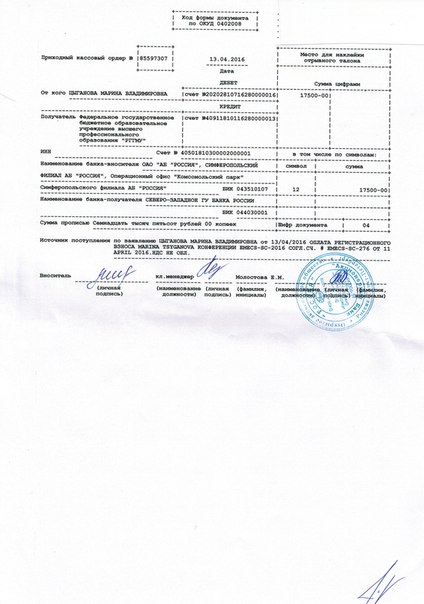 Код формы документа
по ОКУД 0402008
Приходный кассовый ордер № 85597307
13.04.2016
Дата
Место для наклейки
отрывного талона
ДЕБЕТ
Сумма цифрами
От кого ЦЫГАНОВА МАРИНА ВЛАДИМИРОВНА
счет №20202810716280000016
17500-00
КРЕДИТ
Получатель Федеральное государственное
бюджетное образовательное
учреждение высшего
профессионального
образования "РГГМУ"
счет №40911810116280000013
ИНН
Счет № 40501810300002000001
в том числе по символам:
Наименование банка-вносителя ОАО "АБ "РОССИЯ", СИМФЕРОПОЛЬСКИЙ
символ
сумма
ФИЛИАЛ АБ "РОССИЯ", Операционный офис "Комсомольский парк"
Симферопольского филиала АБ "РОССИЯ"
БИК 043510107
12
17500-00
Наименование банка-получателя СЕВЕРО-ЗАПАДНОЕ ГУ БАНКА РОССИИ
БИК 044030001
Сумма прописью Семнадцать тысяч пятьсот рублей 00 копеек
Шифр документа
04
Источник поступления по заявлению ЦЫГАНОВА МАРИНА ВЛАДИМИРОВНА от 13/04/2016 ОПЛАТА РЕГИСТРАЦИОННОГО
ВЗНОСА MARINA TSYGANOVA КОНФЕРЕНЦИИ EMECS-SC-2016 СОГЛ.СЧ. # EMECS-SC-276 ОТ 11
APRIL 2016.НДС НЕ ОБЛ.
Вноситель
кл.менеджер
Молостова Е.М.
(личная
подпись)
(наименование
должности)
(личная
подпись)
(фамилия,
инициалы)
(наименование
должности)
(личная
подпись)
(фамилия,
инициалы)